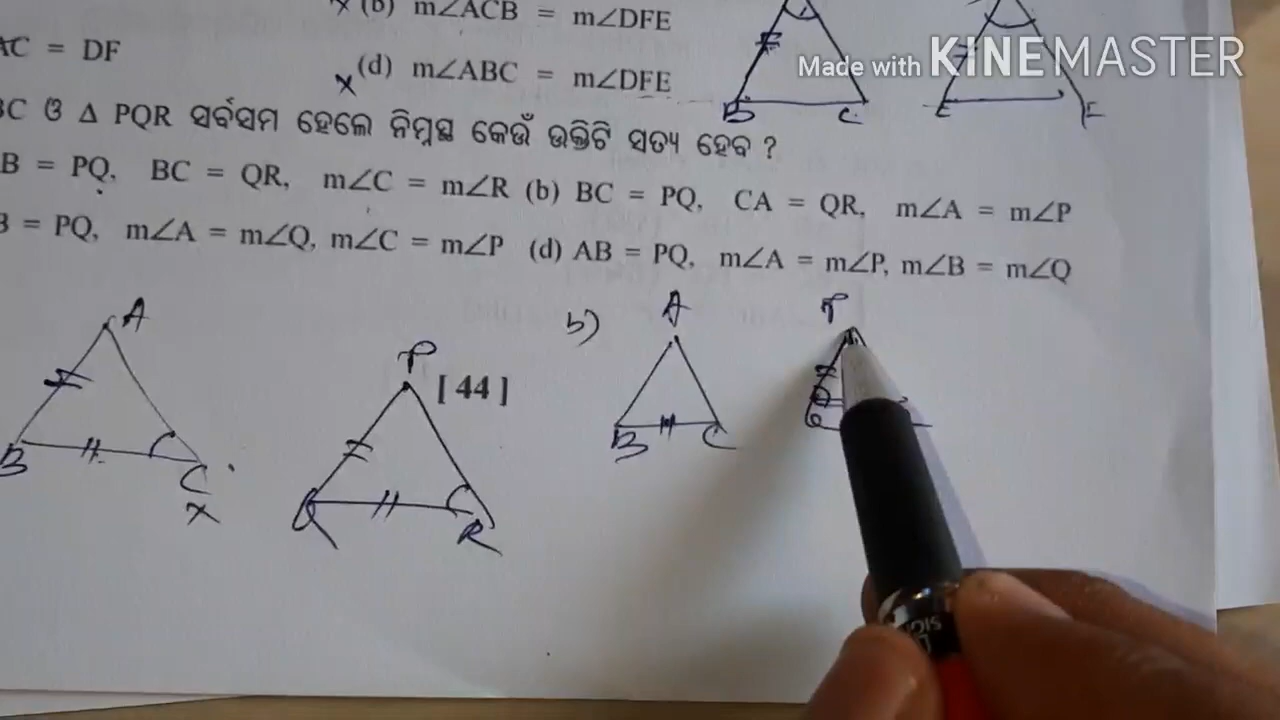 (b) m∠ACB = m∠DFE
AC = DF
x (d) m∠ABC = m∠DFE
Made with KINEMASTER
B C E F
BC ଓ Δ PQR ସର୍ବସମ ହେଲେ ନିମ୍ନସ୍ଥ କେଉଁ ଉକ୍ତିଟି ସତ୍ୟ ହେବ ?
B = PQ, BC = QR, m∠C = m∠R (b) BC = PQ, CA = QR, m∠A = m∠P
B = PQ, m∠A = m∠Q, m∠C = m∠P (d) AB = PQ, m∠A = m∠P, m∠B = m∠Q
A P b) A P
[ 44 ]
B C Q R B C Q
x